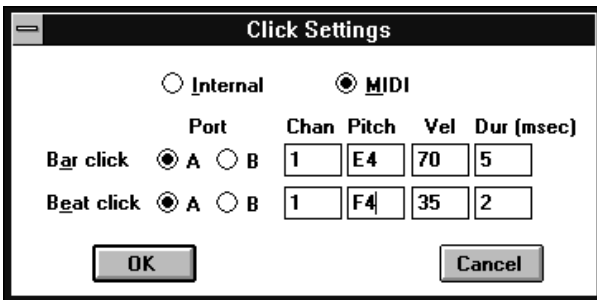 Click Settings
Internal MIDI
Port Chan Pitch Vel Dur (msec)
Bar click A B 1 E4 70 5
Beat click A B 1 F4 35 2
OK Cancel